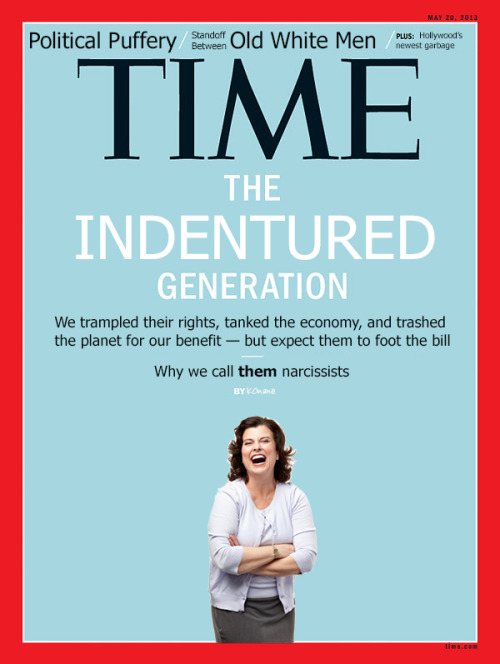 MAY 20, 2013
Political Puffery / Standoff Between Old White Men / PLUS: Hollywood's newest garbage
TIME
THE
INDENTURED
GENERATION
We trampled their rights, tanked the economy, and trashed
the planet for our benefit — but expect them to foot the bill
Why we call them narcissists
BY
time.com